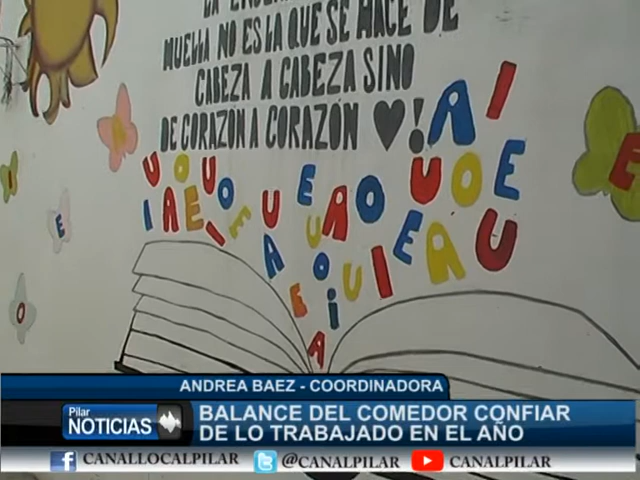 MUELLA NO ES LA QUE SE HACE DE
CABEZA A CABEZA SINO
DE CORAZÓN A CORAZÓN ♥!
ANDREA BAEZ - COORDINADORA
Pilar
NOTICIAS
BALANCE DEL COMEDOR CONFIAR
DE LO TRABAJADO EN EL AÑO
CANALLOCALPILAR
@CANALPILAR
CANALPILAR